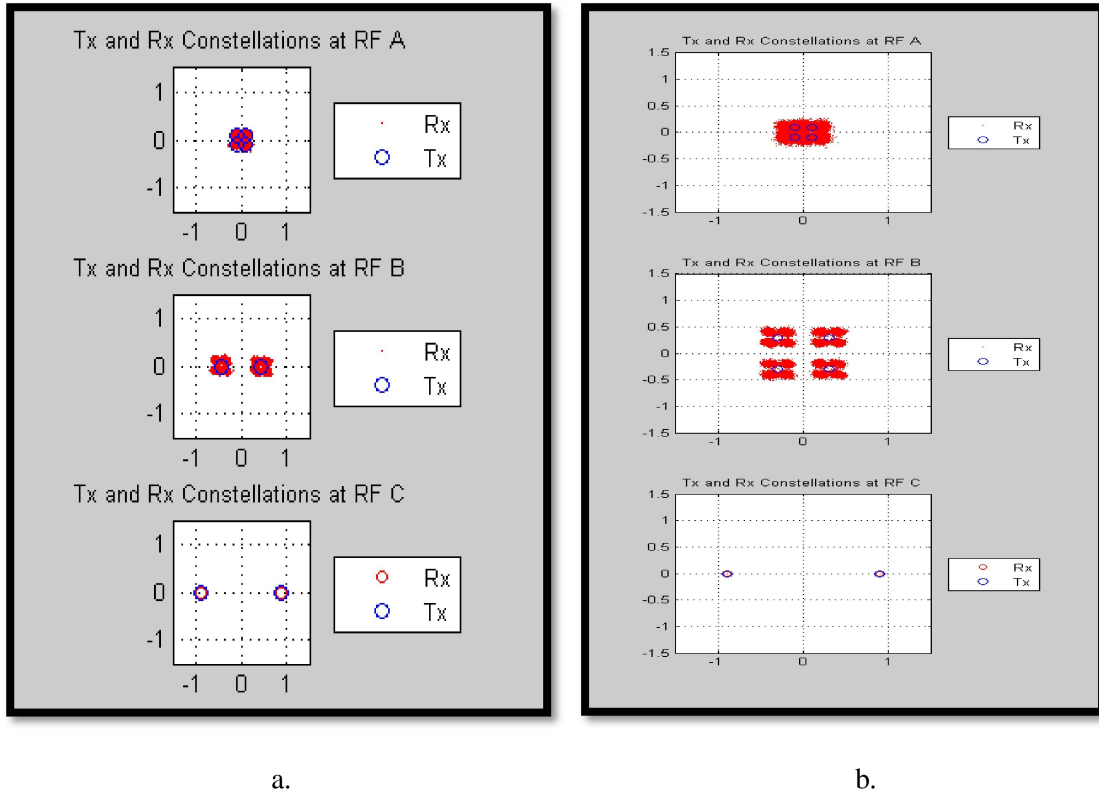 Tx and Rx Constellations at RF A
1
0
-1
-1 0 1
Rx
Tx
Tx and Rx Constellations at RF B
1
0
-1
-1 0 1
Rx
Tx
Tx and Rx Constellations at RF C
1
0
-1
-1 0 1
Rx
Tx
a.
Tx and Rx Constellations at RF A
1.5
1
0.5
0
-0.5
-1
-1.5
-1 0 1
Rx
Tx
Tx and Rx Constellations at RF B
1.5
1
0.5
0
-0.5
-1
-1.5
-1 0 1
Rx
Tx
Tx and Rx Constellations at RF C
1.5
1
0.5
0
-0.5
-1
-1.5
-1 0 1
Rx
Tx
b.